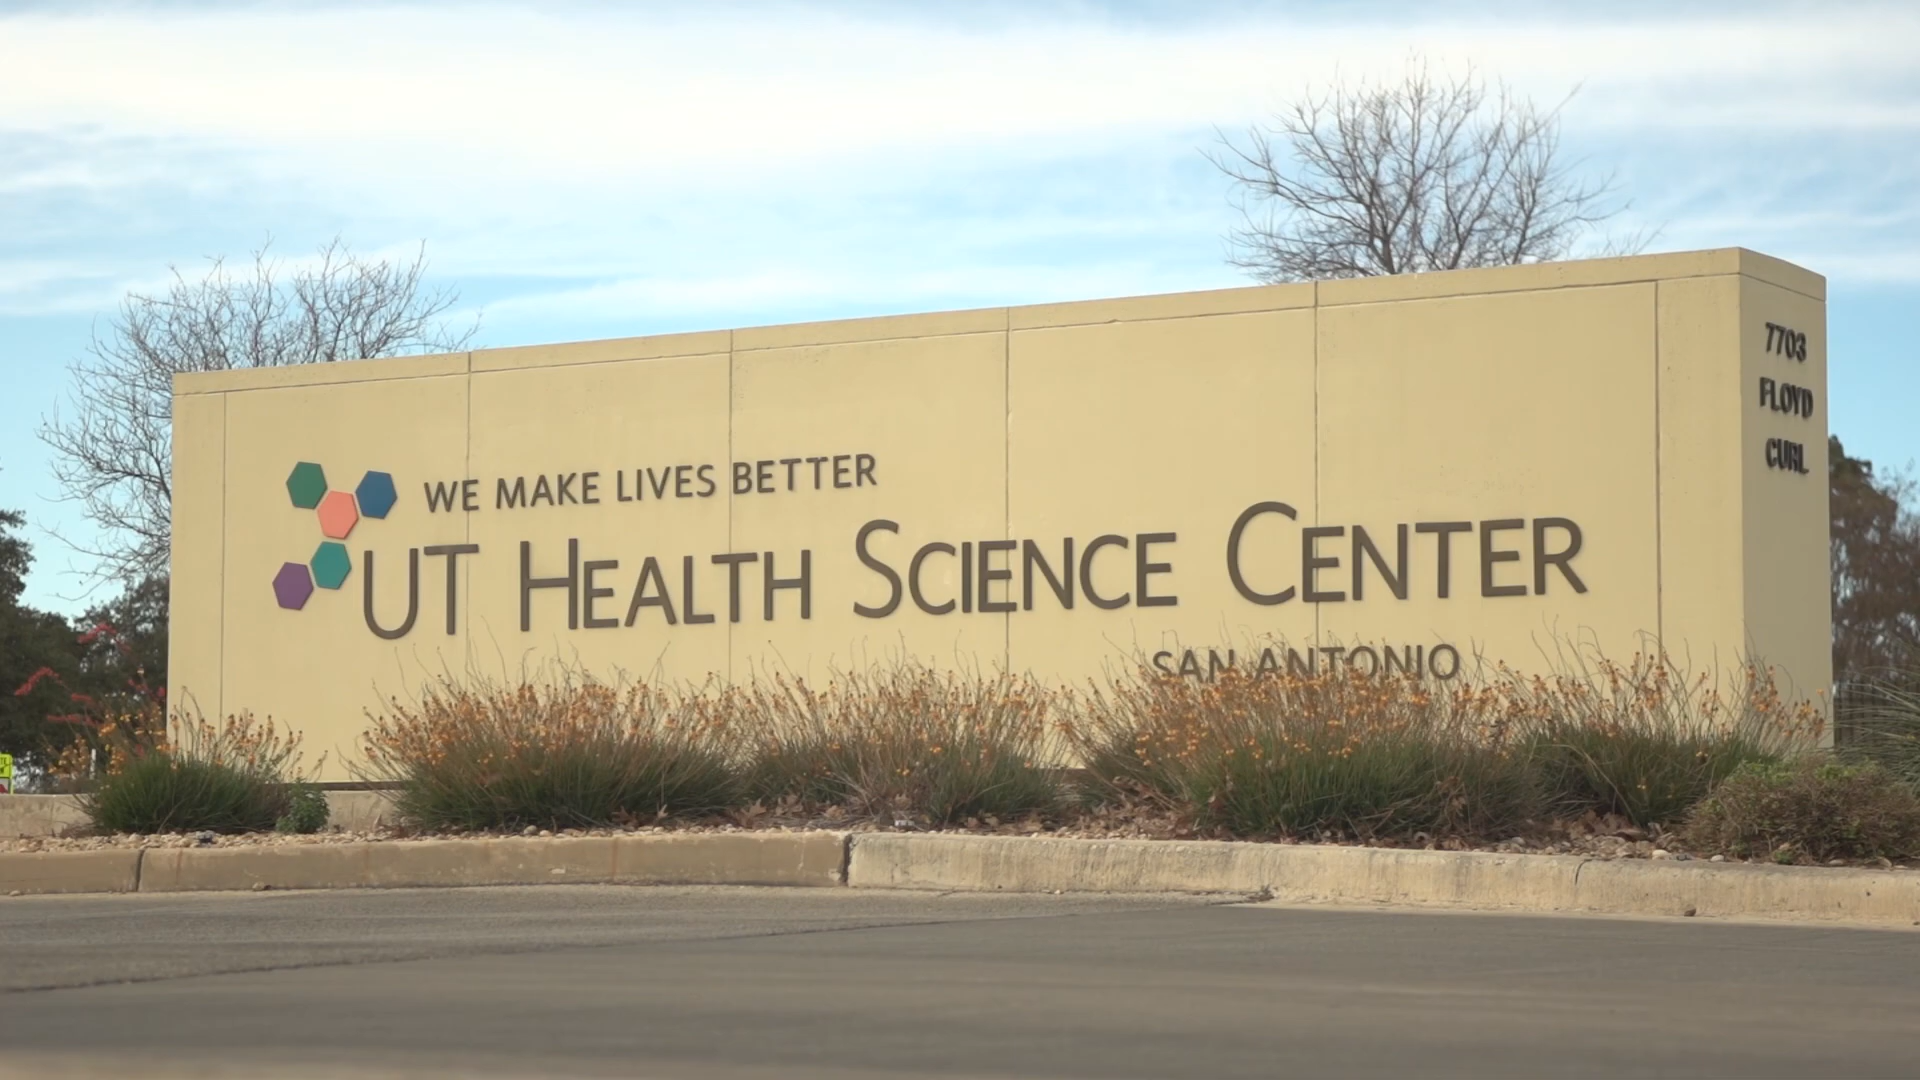 WE MAKE LIVES BETTER
UT HEALTH SCIENCE CENTER
SAN ANTONIO
7703
FLOYD
CURL